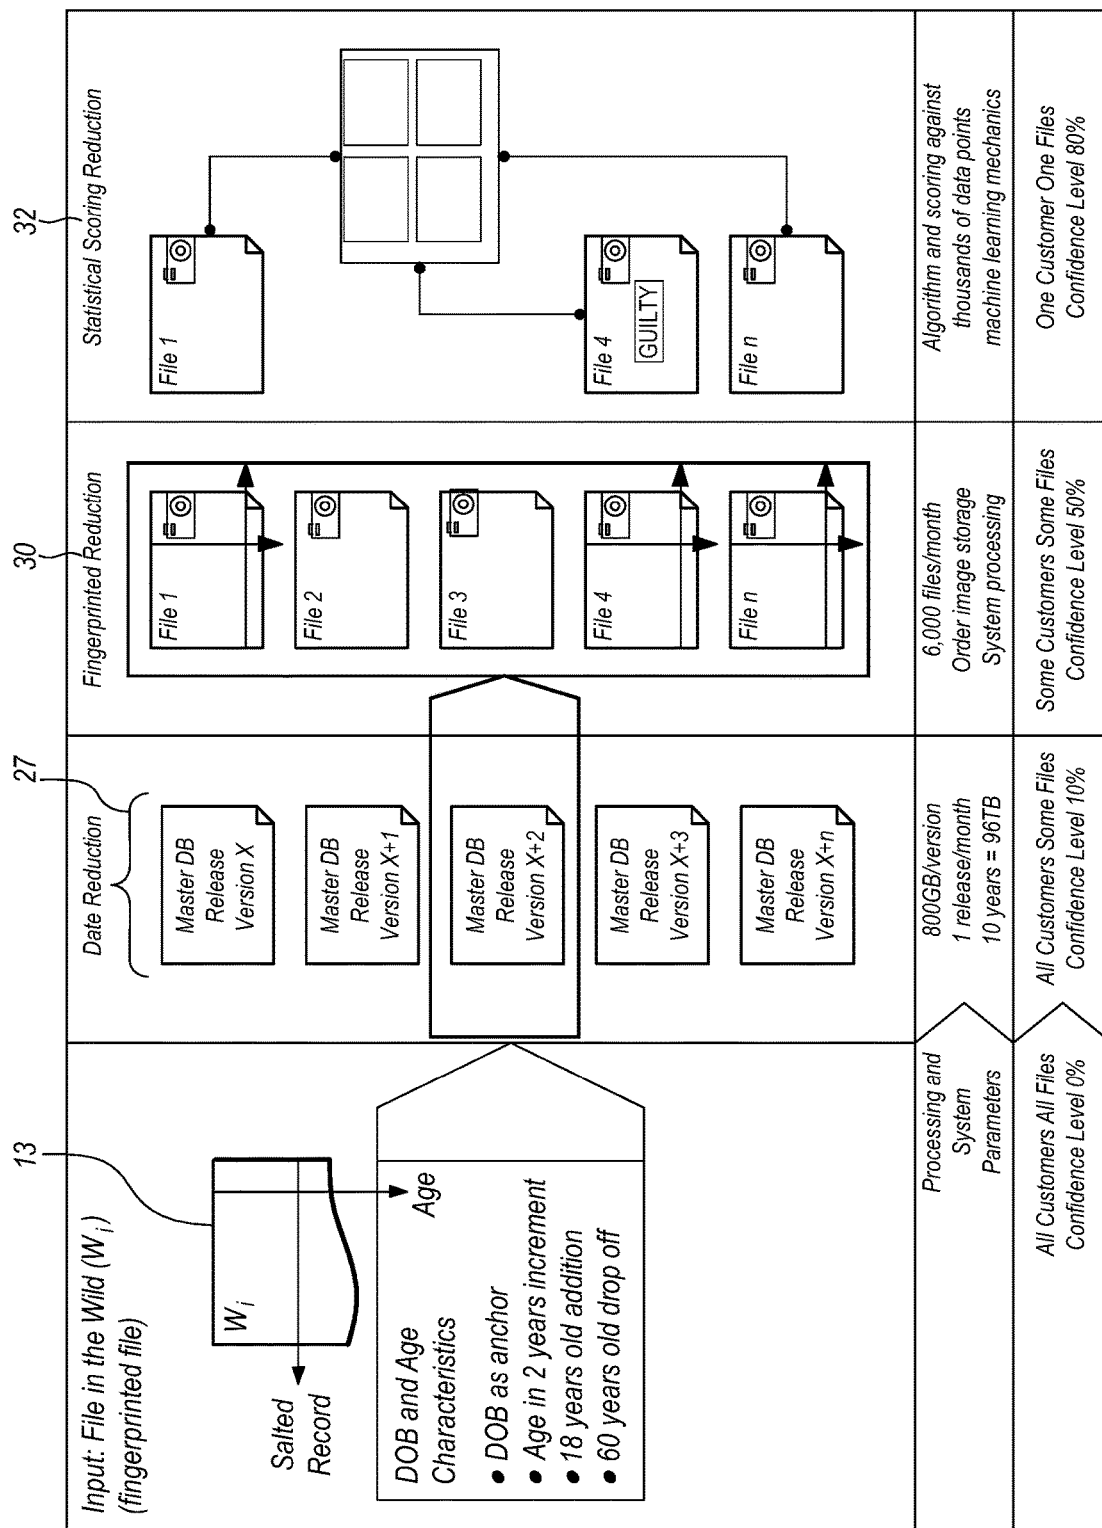 Input: File in the Wild (Wi)
(fingerprinted file)
13
Wi
Salted
Record
Age
DOB and Age
Characteristics
● DOB as anchor
● Age in 2 years increment
● 18 years old addition
● 60 years old drop off
27
Date Reduction
Master DB
Release
Version X
Master DB
Release
Version X+1
Master DB
Release
Version X+2
Master DB
Release
Version X+3
Master DB
Release
Version X+n
30
Fingerprinted Reduction
File 1
File 2
File 3
File 4
File n
32
Statistical Scoring Reduction
File 1
File 4
GUILTY
File n
Processing and
System
Parameters
800GB/version
1 release/month
10 years = 96TB
6,000 files/month
Order image storage
System processing
Algorithm and scoring against
thousands of data points
machine learning mechanics
All Customers All Files
Confidence Level 0%
All Customers Some Files
Confidence Level 10%
Some Customers Some Files
Confidence Level 50%
One Customer One Files
Confidence Level 80%